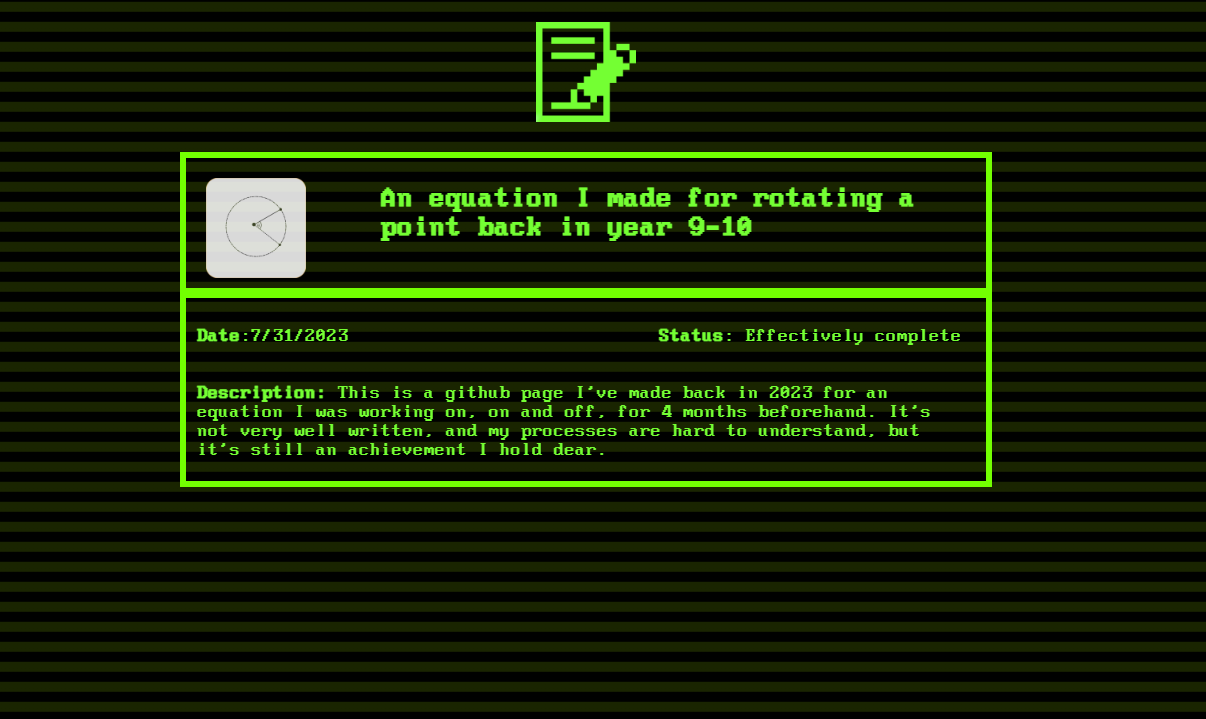 An equation I made for rotating a
point back in year 9-10
Date:7/31/2023
Status: Effectively complete
Description: This is a github page I've made back in 2023 for an
equation I was working on, on and off, for 4 months beforehand. It's
not very well written, and my processes are hard to understand, but
it's still an achievement I hold dear.